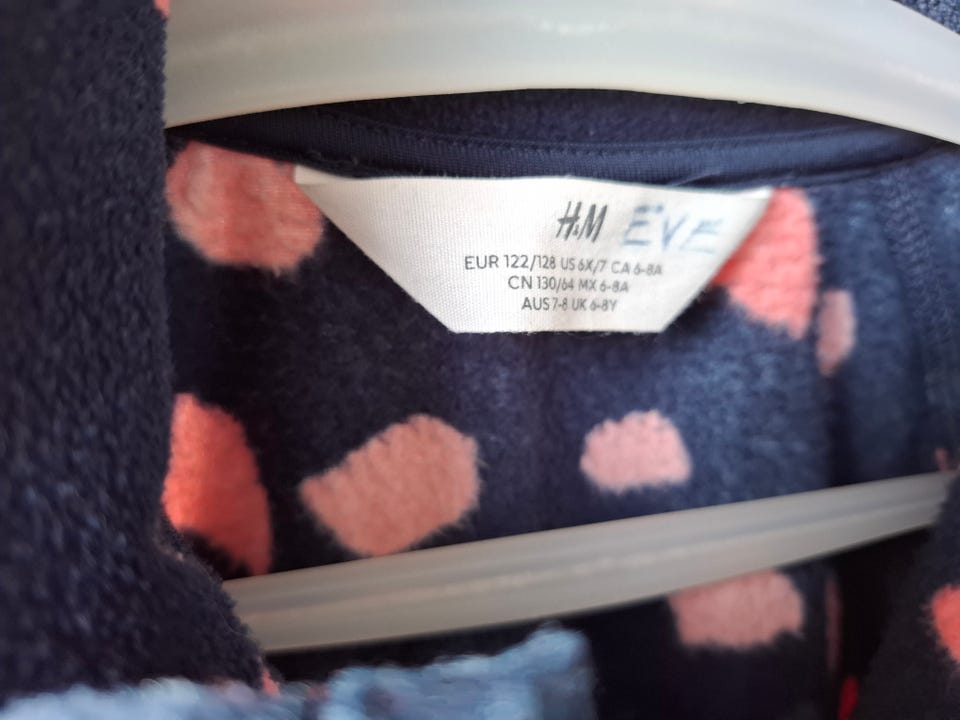 H&M EVE
EUR 122/128 US 6X/7 CA 6-8A
CN 130/64 MX 6-8A
AUS 7-8 UK 6-8Y